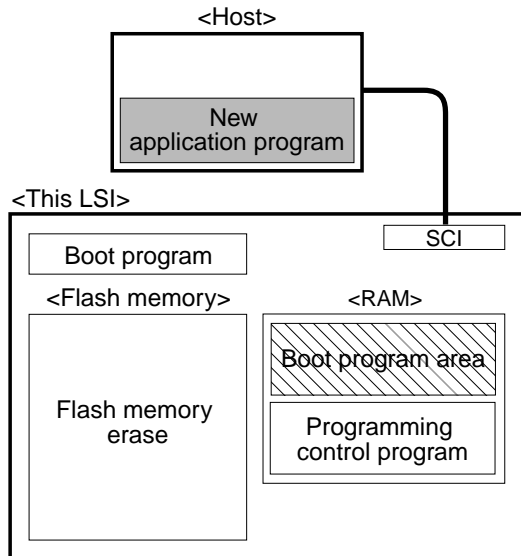 <Host>
New
application program
<This LSI>
SCI
Boot program
<Flash memory>
<RAM>
Boot program area
Flash memory
erase
Programming
control program